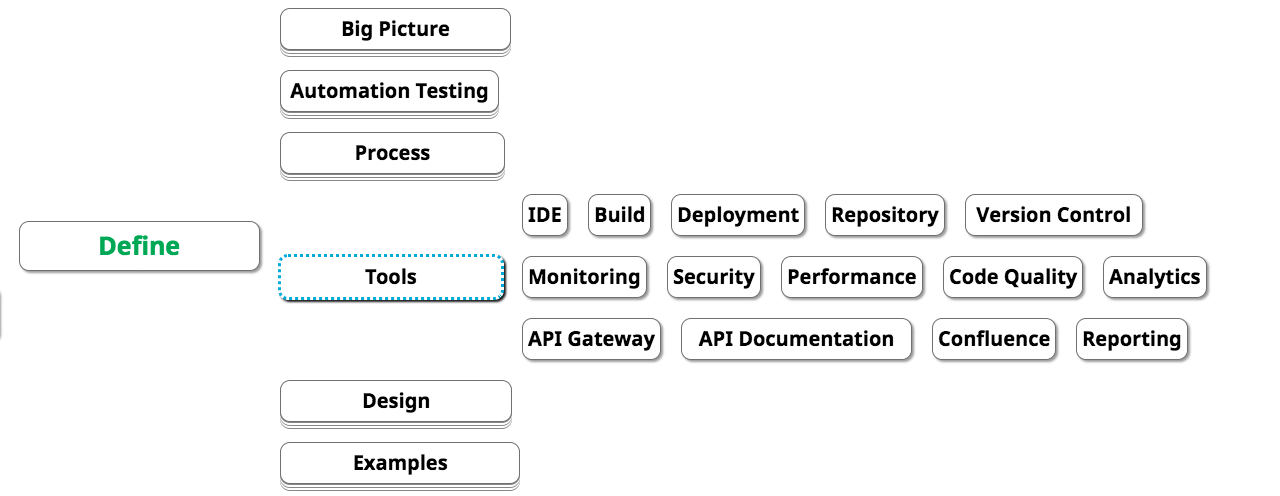 Big Picture
Automation Testing
Process
IDE Build Deployment Repository Version Control
Define
Tools
Monitoring Security Performance Code Quality Analytics
API Gateway API Documentation Confluence Reporting
Design
Examples